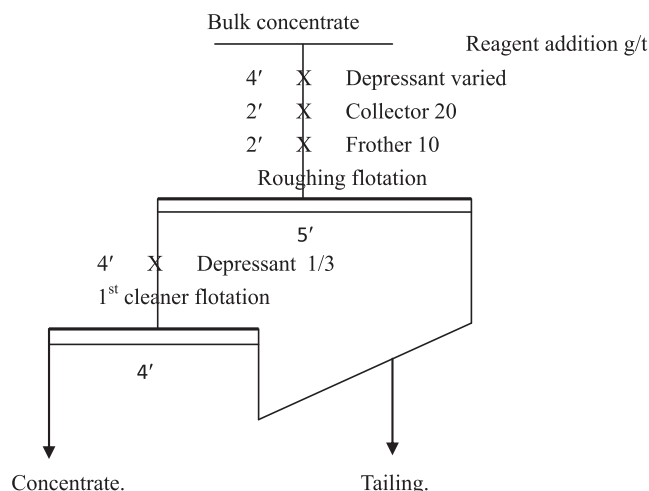 Bulk concentrate
Reagent addition g/t
4′ X Depressant varied
2′ X Collector 20
2′ X Frother 10
Roughing flotation
5′
4′ X Depressant 1/3
1st cleaner flotation
4′
Concentrate.
Tailing.